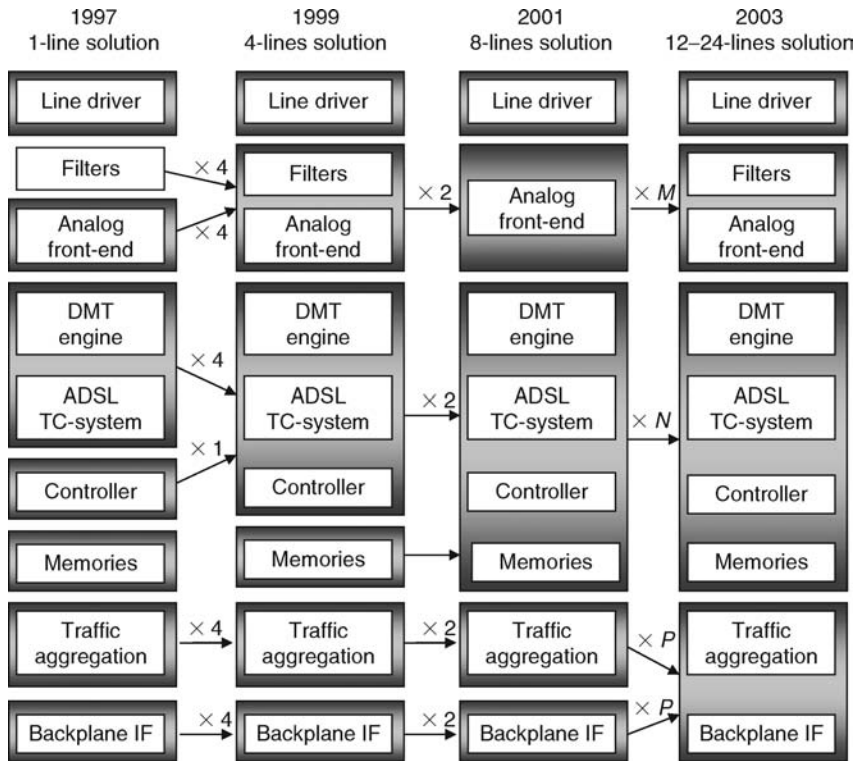 1997
1-line solution
1999
4-lines solution
2001
8-lines solution
2003
12–24-lines solution
Line driver
Line driver
Line driver
Line driver
Filters
× 4
Filters
Filters
Analog
front-end
× 4
Analog
front-end
× 2
Analog
front-end
× M
Analog
front-end
DMT
engine
DMT
engine
DMT
engine
DMT
engine
× 4
ADSL
TC-system
ADSL
TC-system
× 2
ADSL
TC-system
× N
ADSL
TC-system
× 1
Controller
Controller
Controller
Controller
Memories
Memories
Memories
Memories
Traffic
aggregation
× 4
Traffic
aggregation
× 2
Traffic
aggregation
× P
Traffic
aggregation
Backplane IF
× 4
Backplane IF
× 2
Backplane IF
× P
Backplane IF